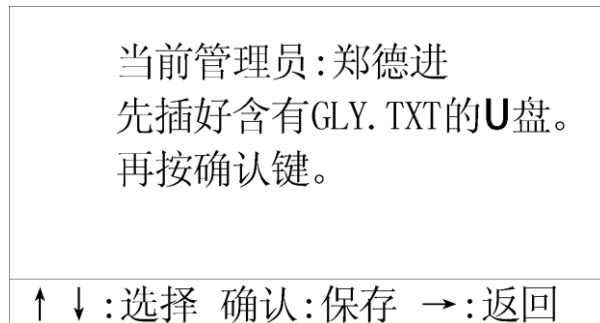 当前管理员:郑德进
先插好含有GLY.TXT的U盘。
再按确认键。
↑ ↓:选择 确认:保存 →:返回